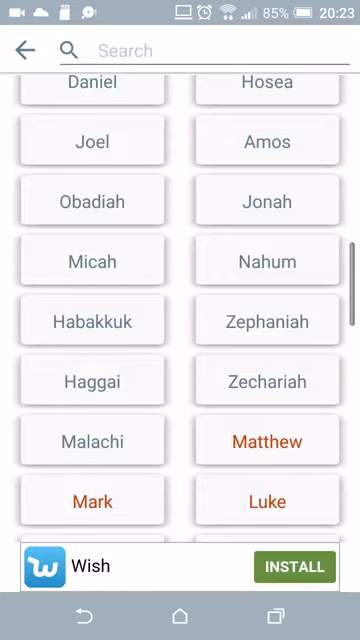 85% 20:23
Search
Daniel Hosea
Joel Amos
Obadiah Jonah
Micah Nahum
Habakkuk Zephaniah
Haggai Zechariah
Malachi Matthew
Mark Luke
Wish INSTALL